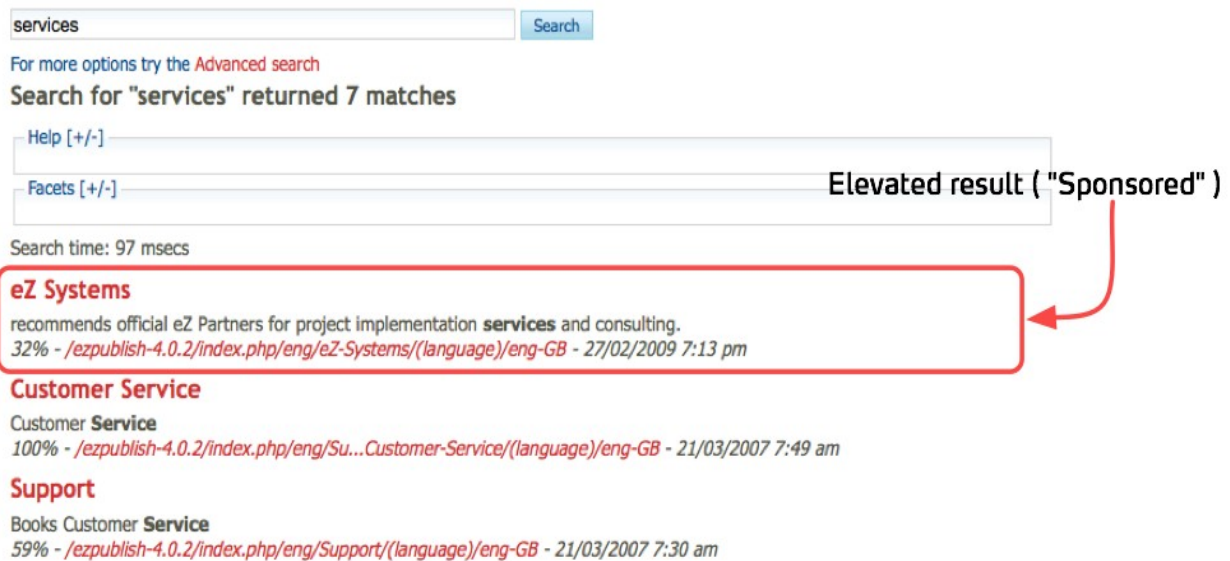 services
Search
For more options try the Advanced search
Search for "services" returned 7 matches
Help [+/-]
Facets [+/-]
Elevated result ( "Sponsored" )
Search time: 97 msecs
eZ Systems
recommends official eZ Partners for project implementation services and consulting.
32% - /ezpublish-4.0.2/index.php/eng/eZ-Systems/(language)/eng-GB - 27/02/2009 7:13 pm
Customer Service
Customer Service
100% - /ezpublish-4.0.2/index.php/eng/Su...Customer-Service/(language)/eng-GB - 21/03/2007 7:49 am
Support
Books Customer Service
59% - /ezpublish-4.0.2/index.php/eng/Support/(language)/eng-GB - 21/03/2007 7:30 am